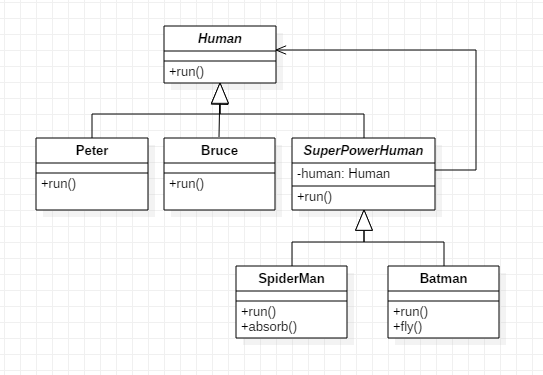 Human
+run()
Peter
+run()
Bruce
+run()
SuperPowerHuman
-human: Human
+run()
SpiderMan
+run()
+absorb()
Batman
+run()
+fly()